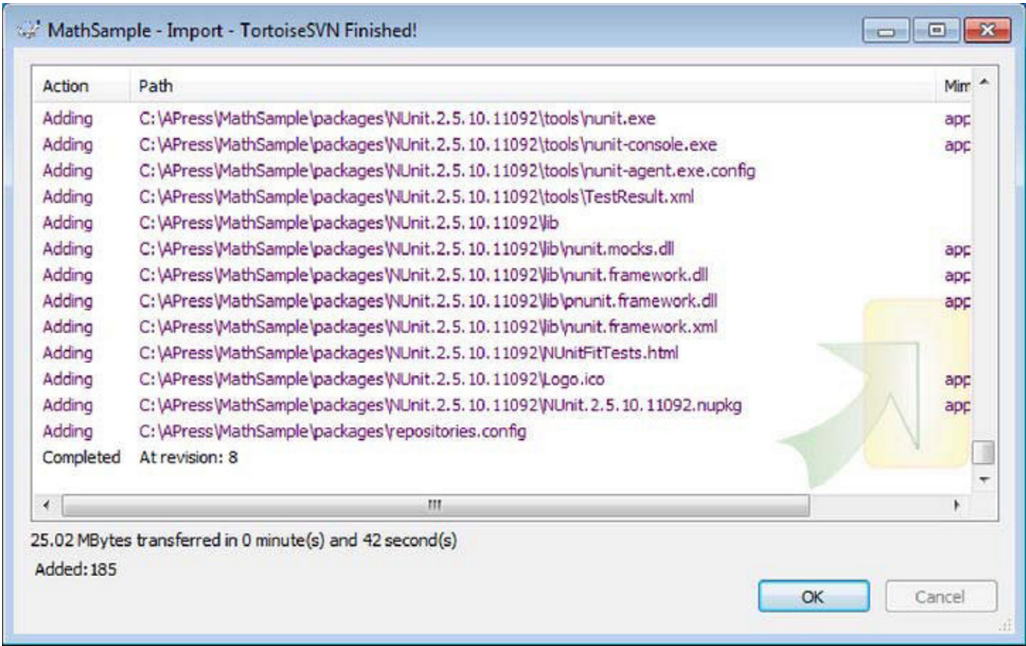 MathSample - Import - TortoiseSVN Finished!
Action Path Mim
Adding C:\APress\MathSample\packages\NUnit.2.5.10.11092\tools\nunit.exe app
Adding C:\APress\MathSample\packages\NUnit.2.5.10.11092\tools\nunit-console.exe app
Adding C:\APress\MathSample\packages\NUnit.2.5.10.11092\tools\nunit-agent.exe.config
Adding C:\APress\MathSample\packages\NUnit.2.5.10.11092\tools\TestResult.xml
Adding C:\APress\MathSample\packages\NUnit.2.5.10.11092\lib
Adding C:\APress\MathSample\packages\NUnit.2.5.10.11092\lib\nunit.mocks.dll app
Adding C:\APress\MathSample\packages\NUnit.2.5.10.11092\lib\nunit.framework.dll app
Adding C:\APress\MathSample\packages\NUnit.2.5.10.11092\lib\pnunit.framework.dll app
Adding C:\APress\MathSample\packages\NUnit.2.5.10.11092\lib\nunit.framework.xml
Adding C:\APress\MathSample\packages\NUnit.2.5.10.11092\NUnitFitTests.html
Adding C:\APress\MathSample\packages\NUnit.2.5.10.11092\Logo.ico app
Adding C:\APress\MathSample\packages\NUnit.2.5.10.11092\NUnit.2.5.10.11092.nupkg app
Adding C:\APress\MathSample\packages\repositories.config
Completed At revision: 8
25.02 MBytes transferred in 0 minute(s) and 42 second(s)
Added:185
OK Cancel